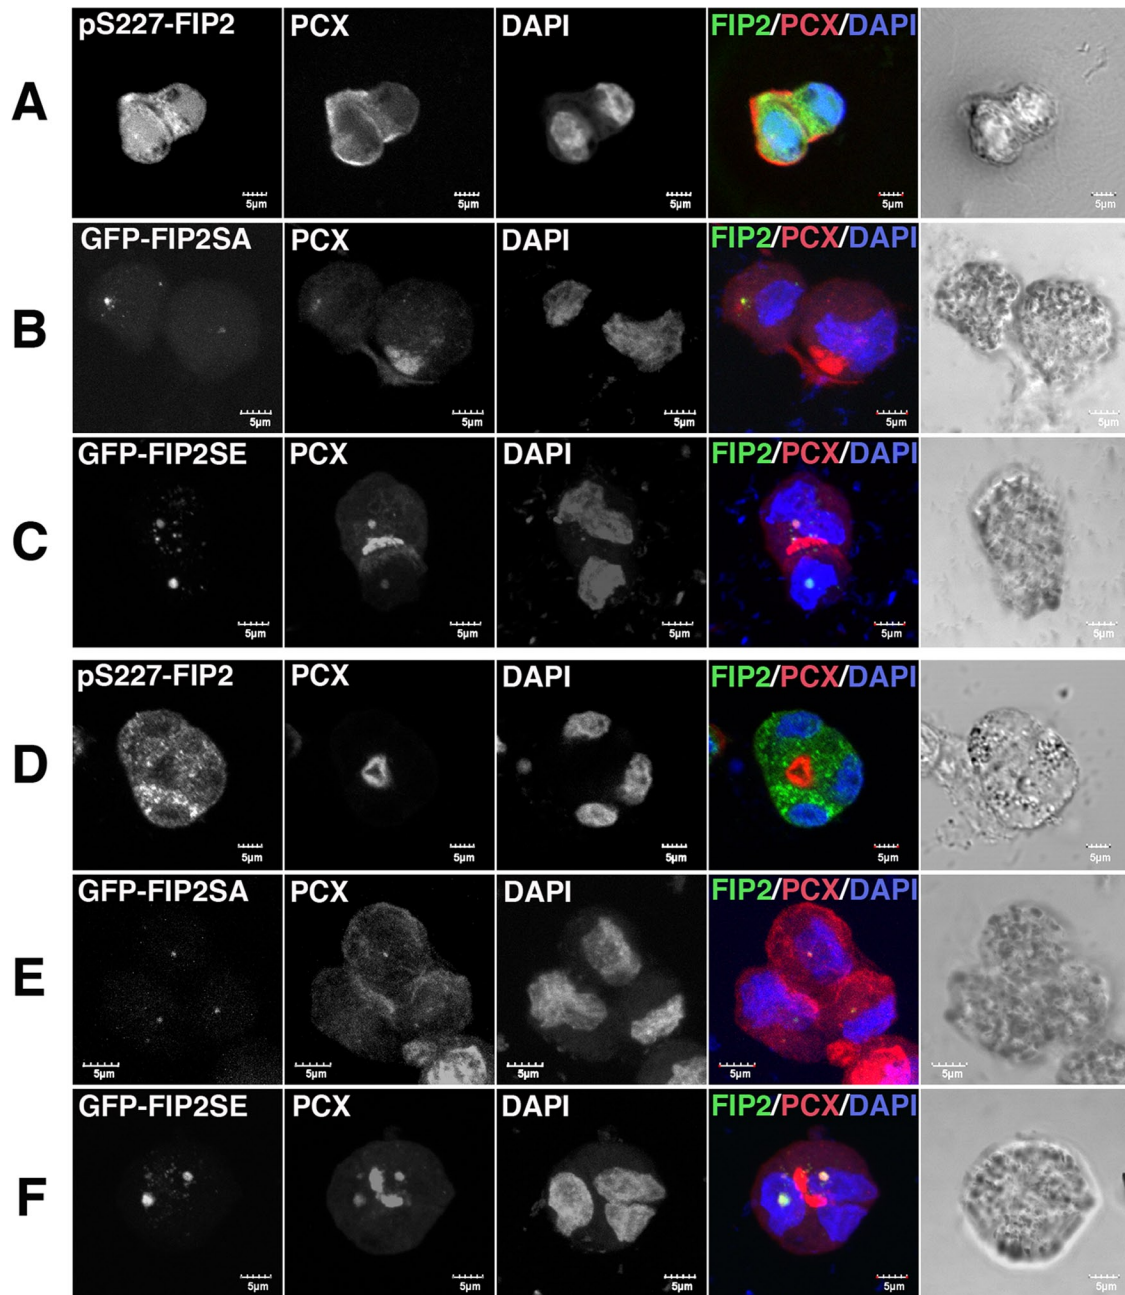 A
pS227-FIP2 PCX DAPI FIP2/PCX/DAPI
5µm 5µm 5µm 5µm 5µm
B
GFP-FIP2SA PCX DAPI FIP2/PCX/DAPI
5µm 5µm 5µm 5µm 5µm
C
GFP-FIP2SE PCX DAPI FIP2/PCX/DAPI
5µm 5µm 5µm 5µm 5µm
D
pS227-FIP2 PCX DAPI FIP2/PCX/DAPI
5µm 5µm 5µm 5µm 5µm
E
GFP-FIP2SA PCX DAPI FIP2/PCX/DAPI
5µm 5µm 5µm 5µm 5µm
F
GFP-FIP2SE PCX DAPI FIP2/PCX/DAPI
5µm 5µm 5µm 5µm 5µm